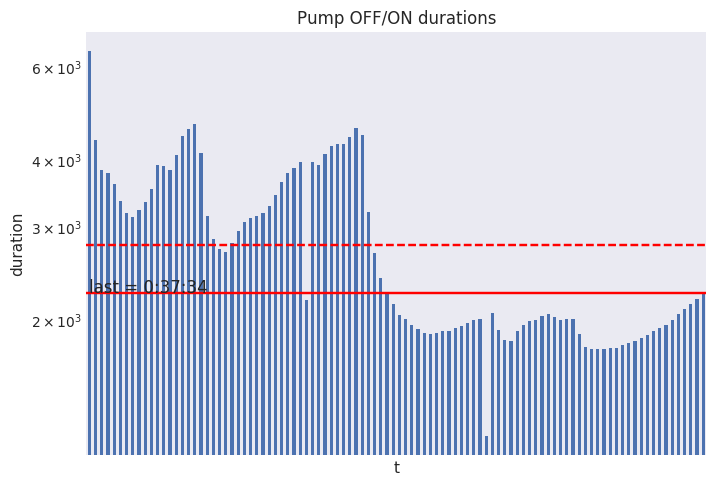 Pump OFF/ON durations
duration
6 × 10³
4 × 10³
3 × 10³
2 × 10³
last = 0:37:34
t